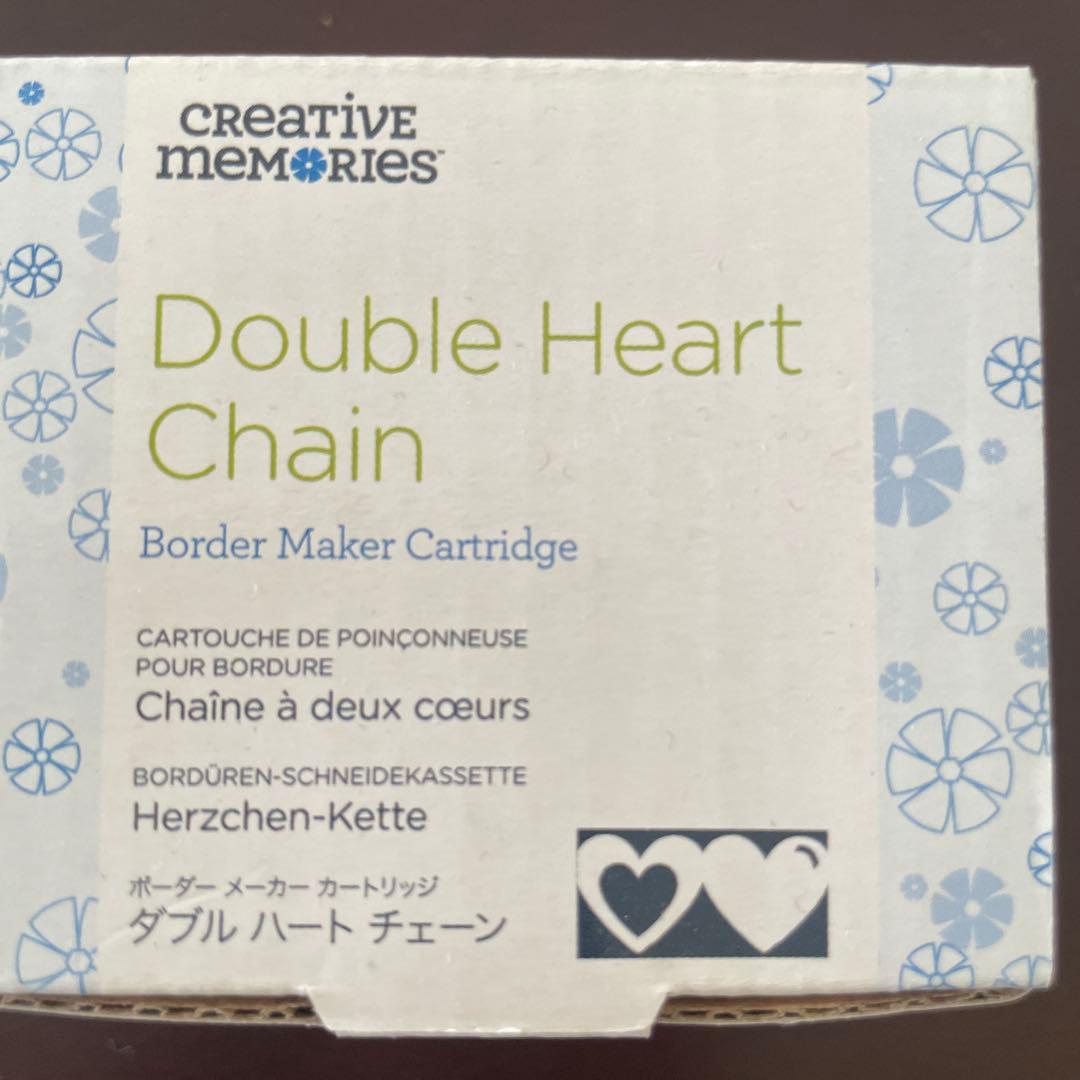 CREATIVE
MEMORIES™
Double Heart
Chain
Border Maker Cartridge
CARTOUCHE DE POINÇONNEUSE
POUR BORDURE
Chaîne à deux cœurs
BORDÜREN-SCHNEIDEKASSETTE
Herzchen-Kette
ボーダー メーカー カートリッジ
ダブル ハート チェーン